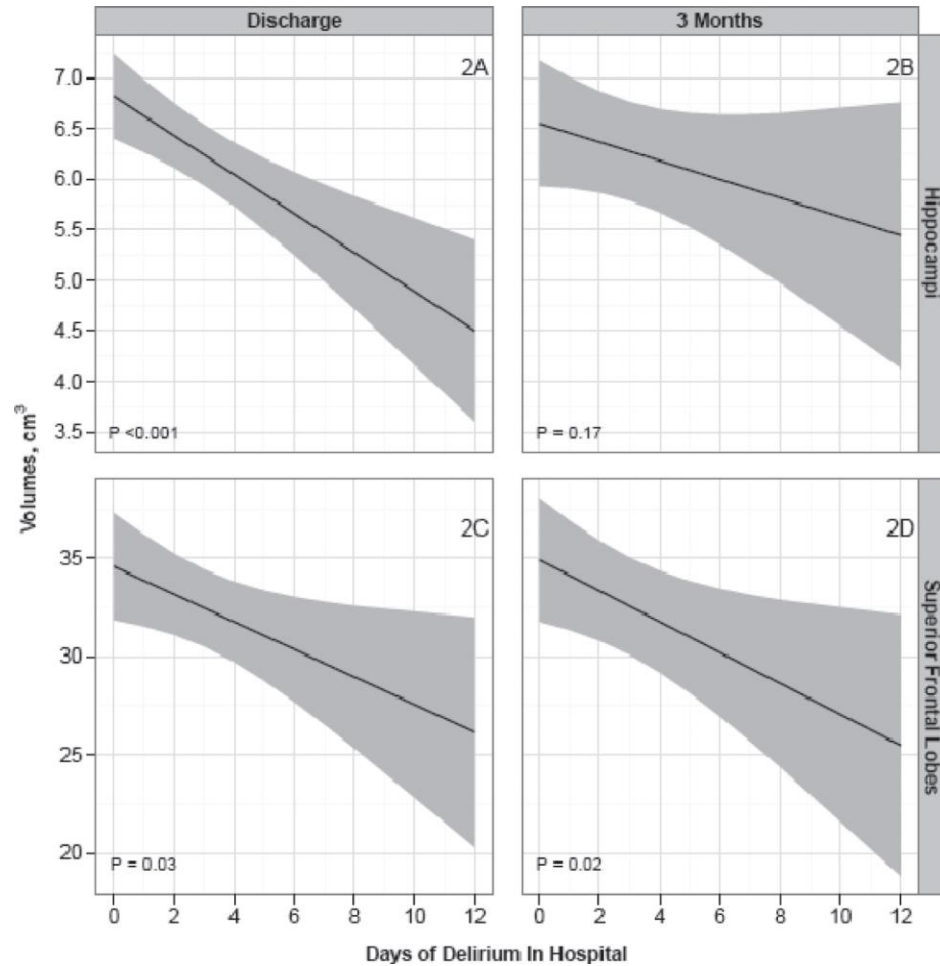 Discharge
3 Months
2A
2B
7.0
6.5
6.0
5.5
5.0
4.5
4.0
3.5
P <0.001
P = 0.17
Hippocampi
Volumes, cm³
2C
2D
35
30
25
20
P = 0.03
P = 0.02
Superior Frontal Lobes
0 2 4 6 8 10 12
0 2 4 6 8 10 12
Days of Delirium In Hospital